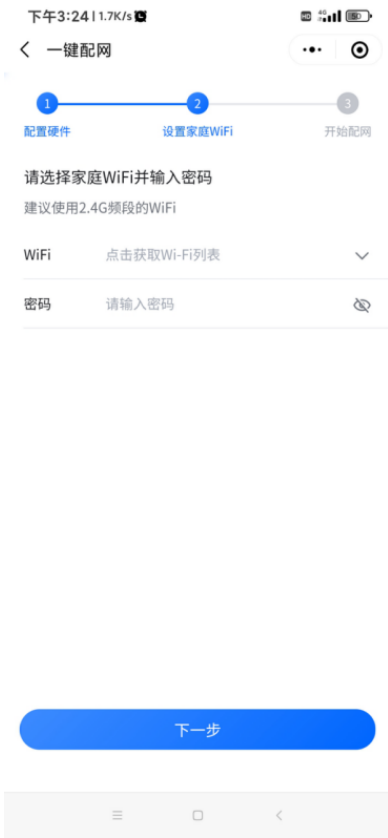 下午3:24 | 1.7K/s
HD 4G
一键配网
1 2 3
配置硬件 设置家庭WiFi 开始配网
请选择家庭WiFi并输入密码
建议使用2.4G频段的WiFi
WiFi 点击获取Wi-Fi列表
密码 请输入密码
下一步